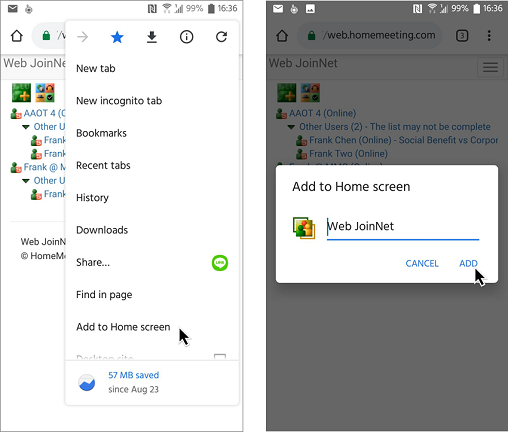 99% 16:36
/w
New tab
New incognito tab
Bookmarks
Recent tabs
History
Downloads
Share...
LINE
Find in page
Add to Home screen
Desktop site
57 MB saved
since Aug 23
Web JoinNet
AAOT 4 (O
Other U
Frank
Frank
Frank @ M
Other U
Frank
Web JoinN
© HomeMe
99% 16:36
/web.homemeeting.com
3
Web JoinNet
AAOT 4 (Online)
Other Users (2) - The list may not be complete
Frank Chen (Online) - Social Benefit vs Corpor
Frank Two (Online)
Add to Home screen
Web JoinNet
CANCEL
ADD